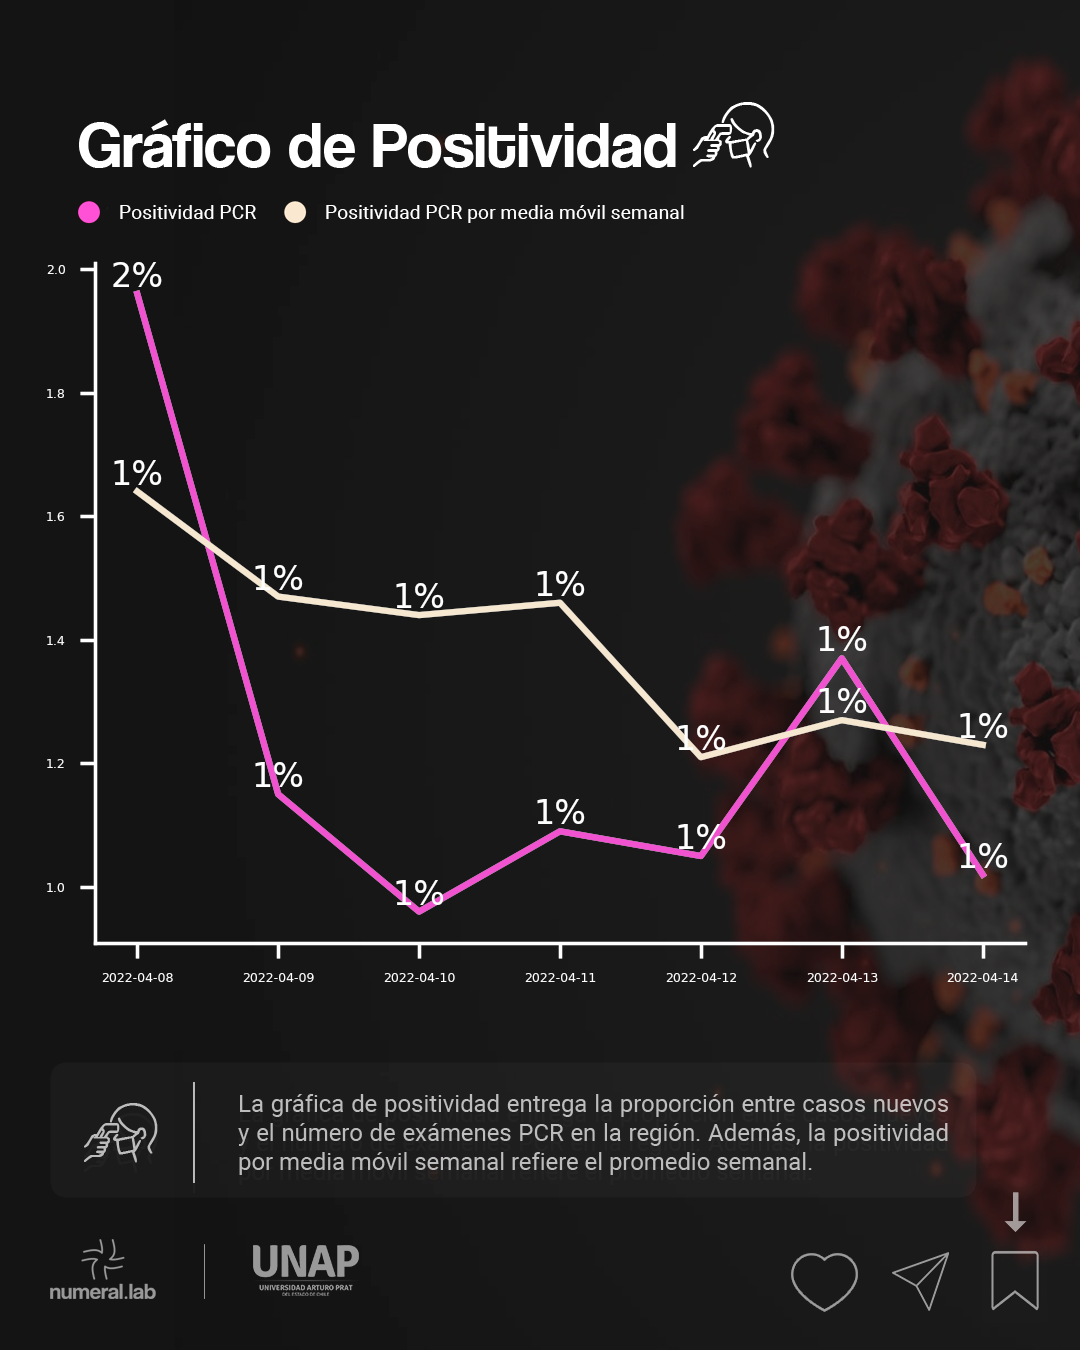 Gráfico de Positividad
Positividad PCR
Positividad PCR por media móvil semanal
2.0
1.8
1.6
1.4
1.2
1.0
2%
1%
1%
1%
1%
1%
1%
1%
1%
1%
1%
1%
1%
1%
2022-04-08
2022-04-09
2022-04-10
2022-04-11
2022-04-12
2022-04-13
2022-04-14
La gráfica de positividad entrega la proporción entre casos nuevos
y el número de exámenes PCR en la región. Además, la positividad
por media móvil semanal refiere el promedio semanal.
numeral.lab
UNAP
UNIVERSIDAD ARTURO PRAT
DEL ESTADO DE CHILE